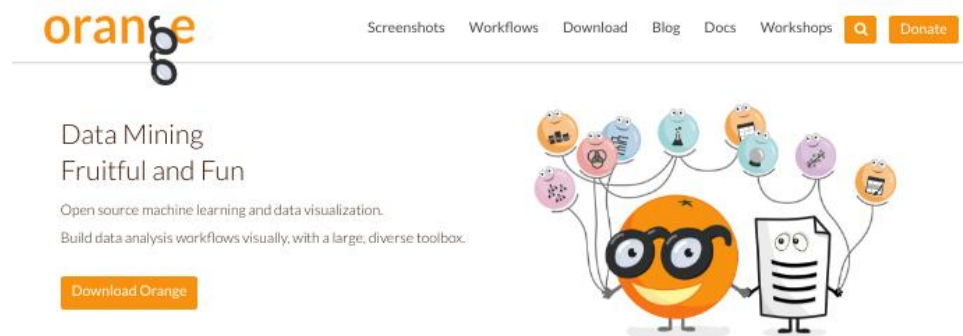 orange
Screenshots Workflows Download Blog Docs Workshops Donate
Data Mining
Fruitful and Fun
Open source machine learning and data visualization.
Build data analysis workflows visually, with a large, diverse toolbox.
Download Orange